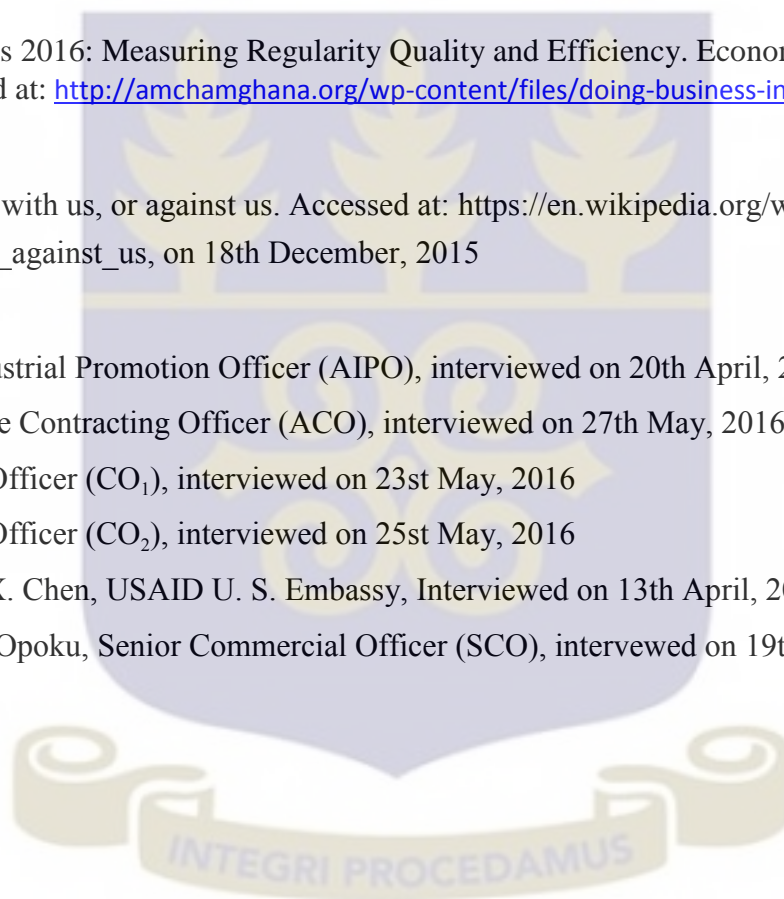 s 2016: Measuring Regularity Quality and Efficiency. Econo
d at: http://amchamghana.org/wp-content/files/doing-business-in
with us, or against us. Accessed at: https://en.wikipedia.org/w
_against_us, on 18th December, 2015
ustrial Promotion Officer (AIPO), interviewed on 20th April, 2
e Contracting Officer (ACO), interviewed on 27th May, 2016
Officer (CO₁), interviewed on 23st May, 2016
Officer (CO₂), interviewed on 25st May, 2016
. Chen, USAID U. S. Embassy, Interviewed on 13th April, 20
Opoku, Senior Commercial Officer (SCO), intervewed on 19t
INTEGRI PROCEDAMUS